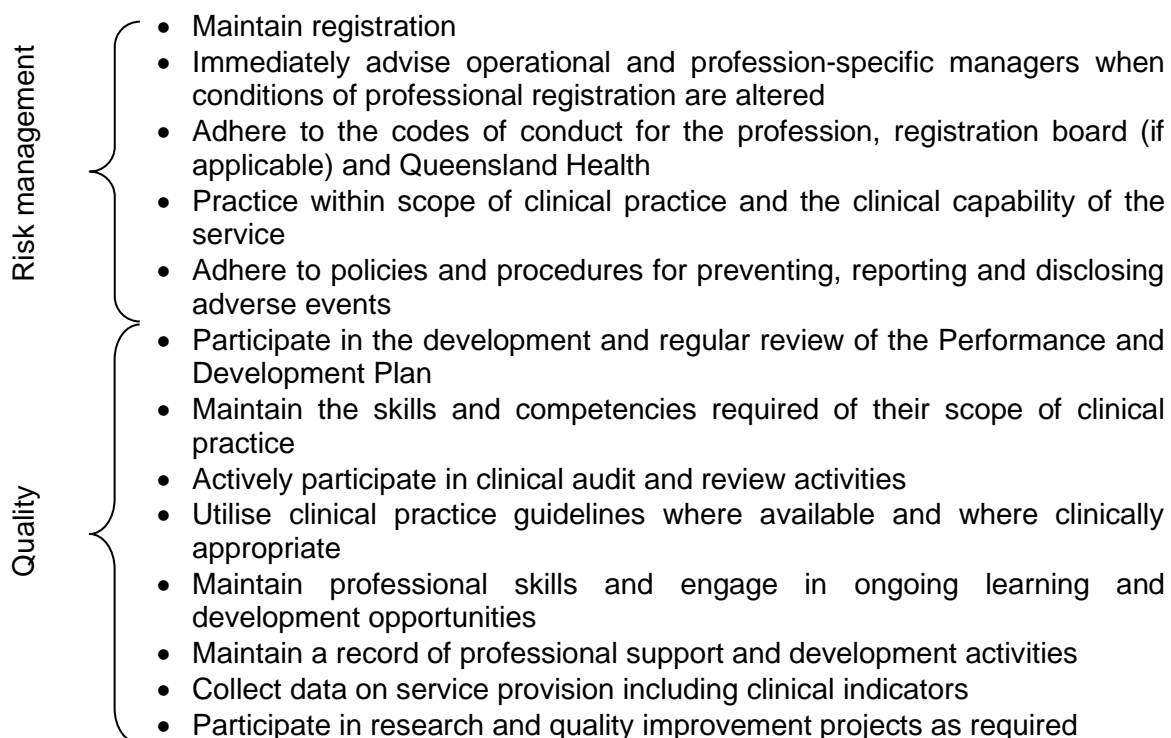 Risk management
• Maintain registration
• Immediately advise operational and profession-specific managers when
conditions of professional registration are altered
• Adhere to the codes of conduct for the profession, registration board (if
applicable) and Queensland Health
• Practice within scope of clinical practice and the clinical capability of the
service
• Adhere to policies and procedures for preventing, reporting and disclosing
adverse events
Quality
• Participate in the development and regular review of the Performance and
Development Plan
• Maintain the skills and competencies required of their scope of clinical
practice
• Actively participate in clinical audit and review activities
• Utilise clinical practice guidelines where available and where clinically
appropriate
• Maintain professional skills and engage in ongoing learning and
development opportunities
• Maintain a record of professional support and development activities
• Collect data on service provision including clinical indicators
• Participate in research and quality improvement projects as required